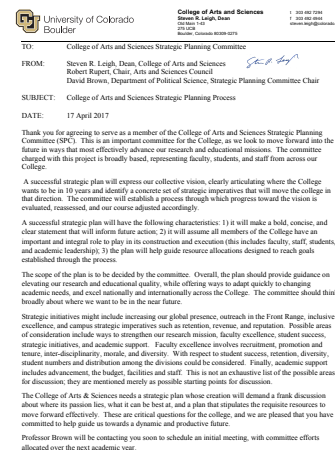 University of Colorado
Boulder
College of Arts and Sciences
Steven R. Leigh, Dean
Old Main 1-43
275 UCB
Boulder, Colorado 80309-0275
t 303 492 7294
f 303 492 4944
steven.leigh@colorado
TO: College of Arts and Sciences Strategic Planning Committee
FROM: Steven R. Leigh, Dean, College of Arts and Sciences
Robert Rupert, Chair, Arts and Sciences Council
David Brown, Department of Political Science, Strategic Planning Committee Chair
SUBJECT: College of Arts and Sciences Strategic Planning Process
DATE: 17 April 2017
Thank you for agreeing to serve as a member of the College of Arts and Sciences Strategic Planning
Committee (SPC). This is an important committee for the College, as we look to move forward into the
future in ways that most effectively advance our research and educational missions. The committee
charged with this project is broadly based, representing faculty, students, and staff from across our
College.
A successful strategic plan will express our collective vision, clearly articulating where the College
wants to be in 10 years and identify a concrete set of strategic imperatives that will move the college in
that direction. The committee will establish a process through which progress toward the vision is
evaluated, reassessed, and our course adjusted accordingly.
A successful strategic plan will have the following characteristics: 1) it will make a bold, concise, and
clear statement that will inform future action; 2) it will assume all members of the College have an
important and integral role to play in its construction and execution (this includes faculty, staff, students,
and academic leadership); 3) the plan will help guide resource allocations designed to reach goals
established through the process.
The scope of the plan is to be decided by the committee. Overall, the plan should provide guidance on
elevating our research and educational quality, while offering ways to adapt quickly to changing
academic needs, and excel nationally and internationally across the College. The committee should thin
broadly about where we want to be in the near future.
Strategic initiatives might include increasing our global presence, outreach in the Front Range, inclusive
excellence, and campus strategic imperatives such as retention, revenue, and reputation. Possible areas
of consideration include ways to strengthen our research mission, faculty excellence, student success,
strategic initiatives, and academic support. Faculty excellence involves recruitment, promotion and
tenure, inter-disciplinarity, morale, and diversity. With respect to student success, retention, diversity,
student numbers and distribution among the divisions could be considered. Finally, academic support
includes advancement, the budget, facilities and staff. This is not an exhaustive list of the possible areas
for discussion; they are mentioned merely as possible starting points for discussion.
The College of Arts & Sciences needs a strategic plan whose creation will demand a frank discussion
about where its passion lies, what it can be best at, and a plan that stipulates the requisite resources to
move forward effectively. These are critical questions for the college, and we are pleased that you have
committed to help guide us towards a dynamic and productive future.
Professor Brown will be contacting you soon to schedule an initial meeting, with committee efforts
allocated over the next academic year.